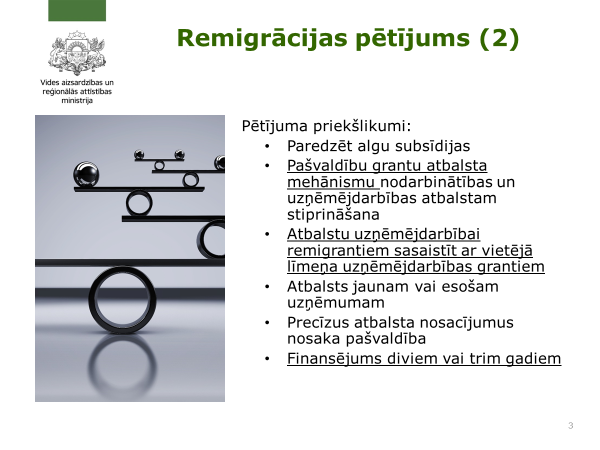 Remigrācijas pētījums (2)
Vides aizsardzības un
reģionālās attīstības
ministrija
Pētījuma priekšlikumi:
• Paredzēt algu subsīdijas
• Pašvaldību grantu atbalsta
mehānismu nodarbinātības un
uzņēmējdarbības atbalstam
stiprināšana
• Atbalstu uzņēmējdarbībai
remigrantiem sasaistīt ar vietējā
līmeņa uzņēmējdarbības grantiem
• Atbalsts jaunam vai esošam
uzņēmumam
• Precīzus atbalsta nosacījumus
nosaka pašvaldība
• Finansējums diviem vai trim gadiem
3